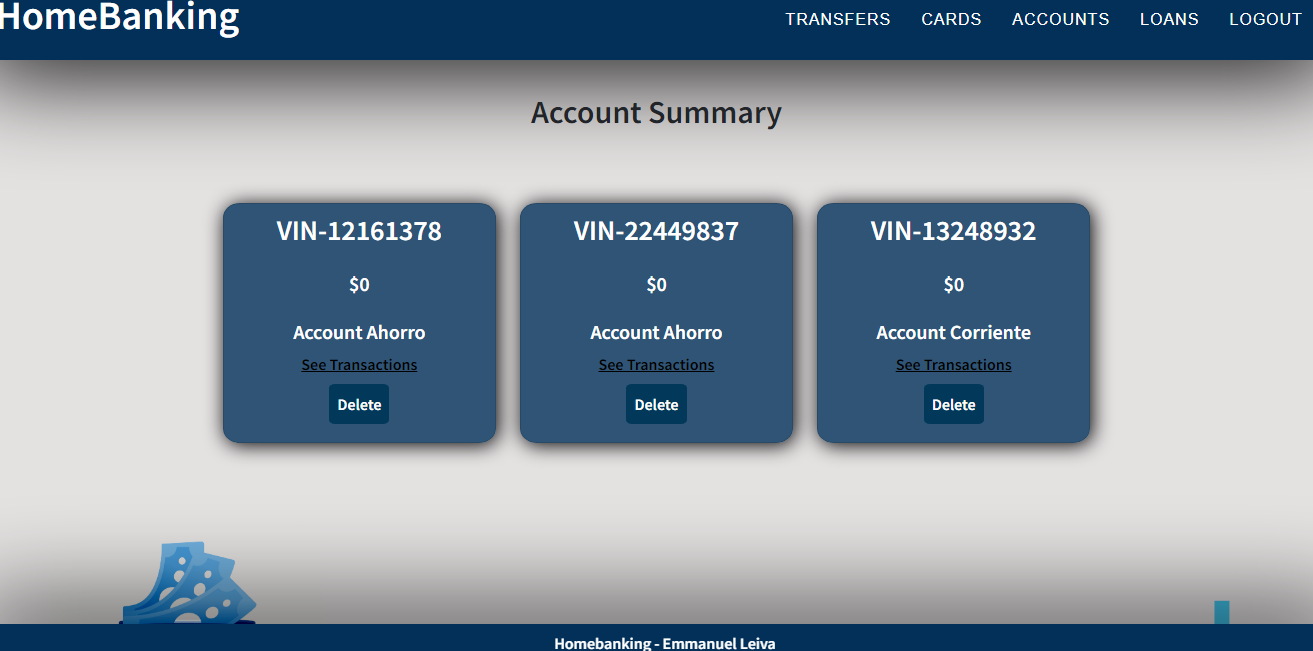 HomeBanking
TRANSFERS CARDS ACCOUNTS LOANS LOGOUT
Account Summary
VIN-12161378
$0
Account Ahorro
See Transactions
Delete
VIN-22449837
$0
Account Ahorro
See Transactions
Delete
VIN-13248932
$0
Account Corriente
See Transactions
Delete
Homebanking - Emmanuel Leiva